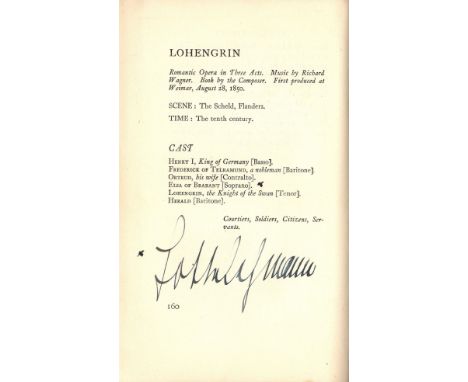 LOHENGRIN
Romantic Opera in Three Acts. Music by Richard
Wagner. Book by the Composer. First produced at
Weimar, August 28, 1850.
SCENE : The Scheld, Flanders.
TIME : The tenth century.
CAST
HENRY I, King of Germany [Basso].
FREDERICK OF TELRAMUND, a nobleman [Baritone].
ORTRUD, his wife [Contralto].
ELSA OF BRABANT [Soprano].
LOHENGRIN, the Knight of the Swan [Tenor].
HERALD [Baritone].
Courtiers, Soldiers, Citizens, Ser-
vants.
Lotte Lehmann
160